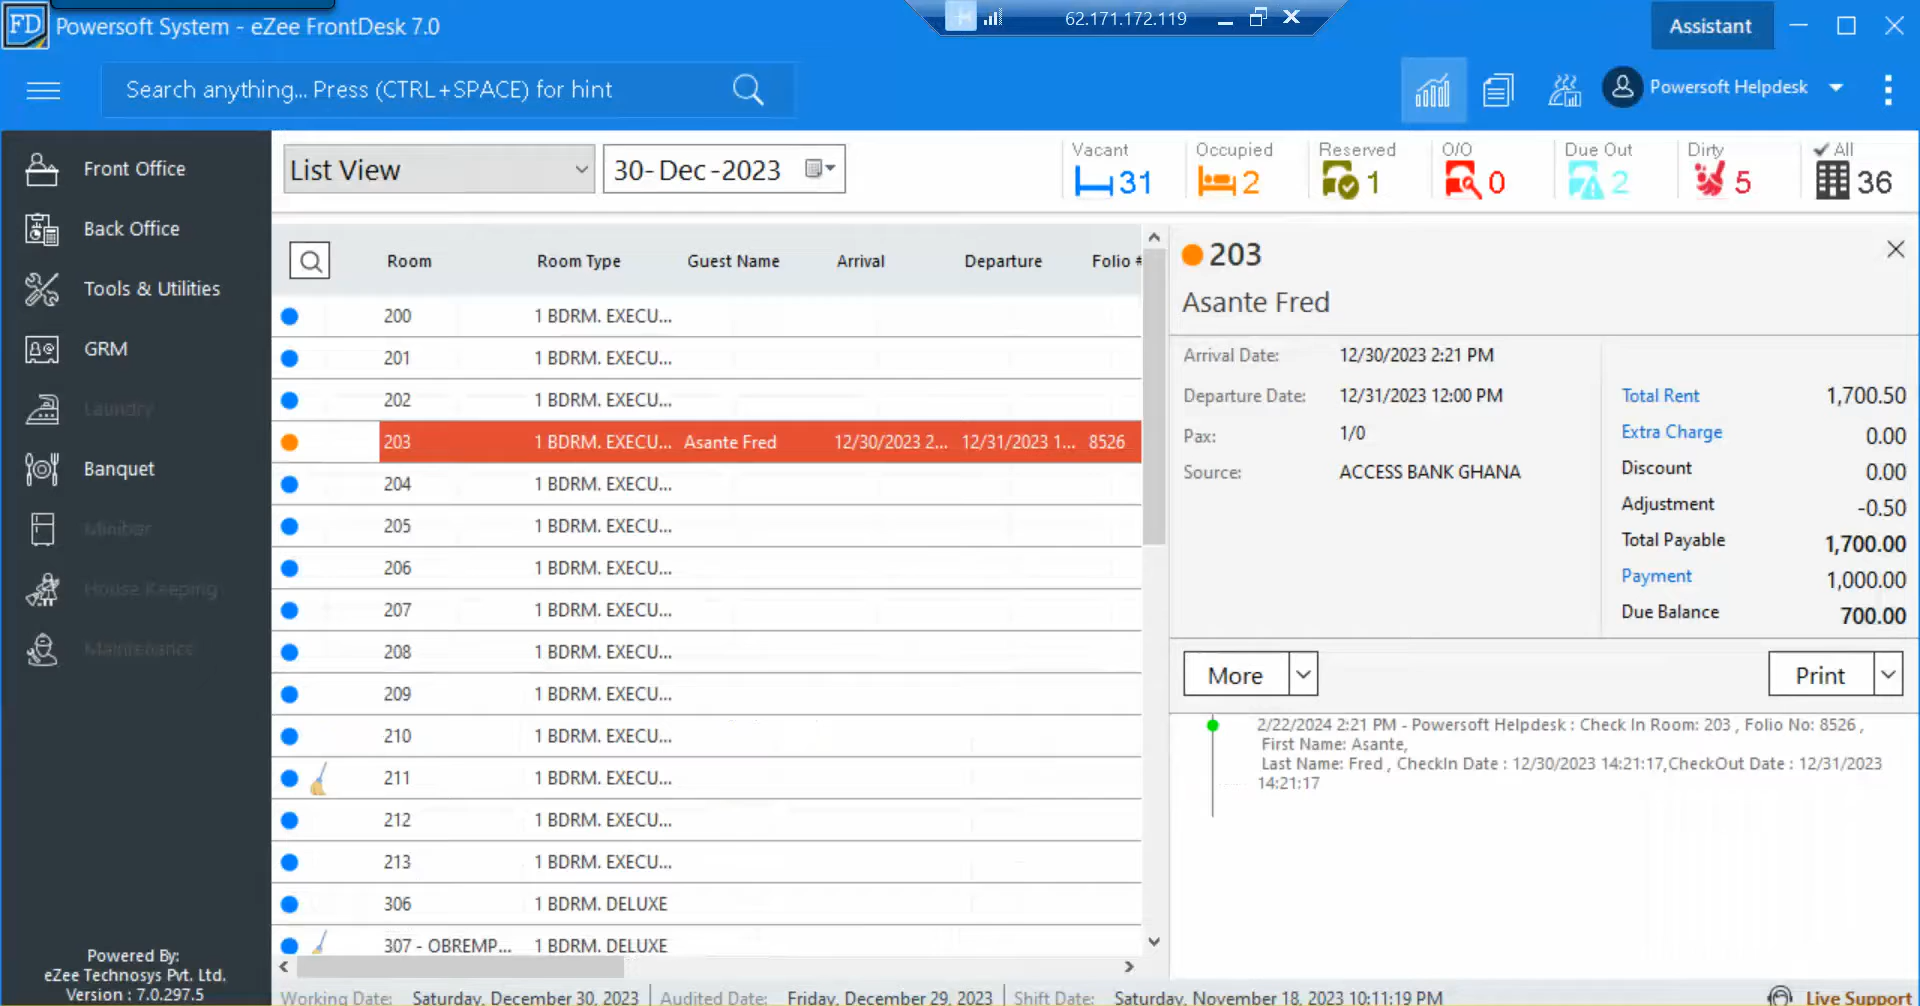 FD Powersoft System - eZee FrontDesk 7.0
62.171.172.119
Assistant
Search anything... Press (CTRL+SPACE) for hint
Powersoft Helpdesk
Front Office
Back Office
Tools & Utilities
GRM
Laundry
Banquet
Minibar
House Keeping
Maintenance
Powered By:
eZee Technosys Pvt. Ltd.
Version : 7.0.297.5
List View
30-Dec-2023
Vacant 31
Occupied 2
Reserved 1
O/O 0
Due Out 2
Dirty 5
All 36
Room Room Type Guest Name Arrival Departure Folio #
200 1 BDRM. EXECU...
201 1 BDRM. EXECU...
202 1 BDRM. EXECU...
203 1 BDRM. EXECU... Asante Fred 12/30/2023 2... 12/31/2023 1... 8526
204 1 BDRM. EXECU...
205 1 BDRM. EXECU...
206 1 BDRM. EXECU...
207 1 BDRM. EXECU...
208 1 BDRM. EXECU...
209 1 BDRM. EXECU...
210 1 BDRM. EXECU...
211 1 BDRM. EXECU...
212 1 BDRM. EXECU...
213 1 BDRM. EXECU...
306 1 BDRM. DELUXE
307 - OBREMP... 1 BDRM. DELUXE
203
Asante Fred
Arrival Date: 12/30/2023 2:21 PM
Departure Date: 12/31/2023 12:00 PM
Pax: 1/0
Source: ACCESS BANK GHANA
Total Rent 1,700.50
Extra Charge 0.00
Discount 0.00
Adjustment -0.50
Total Payable 1,700.00
Payment 1,000.00
Due Balance 700.00
More
Print
2/22/2024 2:21 PM - Powersoft Helpdesk : Check In Room: 203 , Folio No: 8526 ,
First Name: Asante,
Last Name: Fred , CheckIn Date : 12/30/2023 14:21:17,CheckOut Date : 12/31/2023
14:21:17
Working Date: Saturday, December 30, 2023 Audited Date: Friday, December 29, 2023 Shift Date: Saturday, November 18, 2023 10:11:19 PM
Live Support